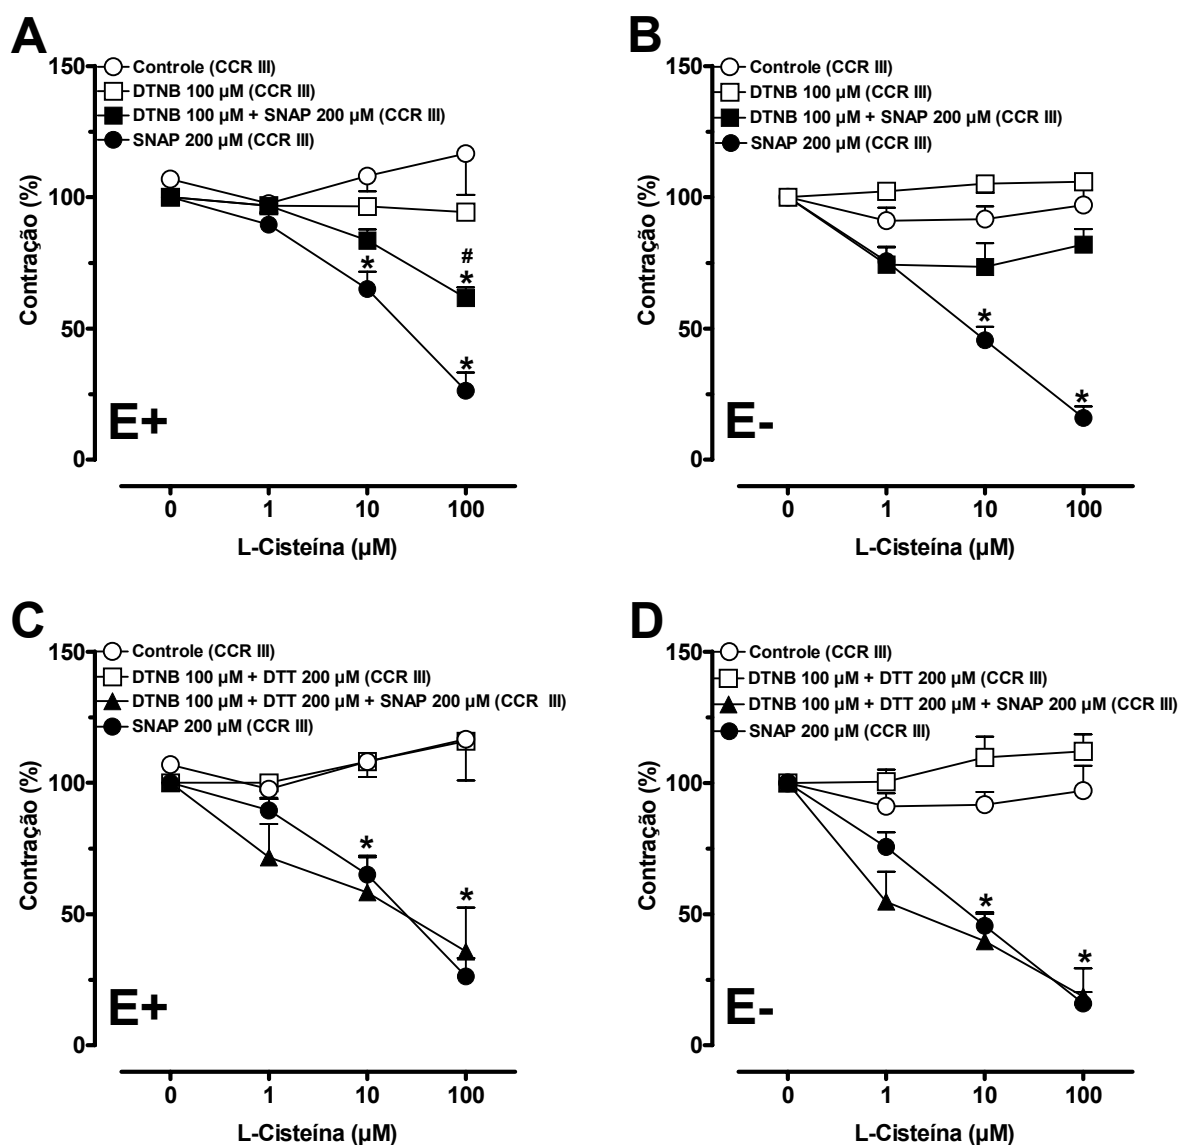 A
150
Controle (CCR III)
DTNB 100 µM (CCR III)
DTNB 100 µM + SNAP 200 µM (CCR III)
SNAP 200 µM (CCR III)
100
50
0
Contração (%)
*
#
*
*
E+
0 1 10 100
L-Cisteína (µM)
B
150
Controle (CCR III)
DTNB 100 µM (CCR III)
DTNB 100 µM + SNAP 200 µM (CCR III)
SNAP 200 µM (CCR III)
100
50
0
Contração (%)
*
*
E-
0 1 10 100
L-Cisteína (µM)
C
150
Controle (CCR III)
DTNB 100 µM + DTT 200 µM (CCR III)
DTNB 100 µM + DTT 200 µM + SNAP 200 µM (CCR III)
SNAP 200 µM (CCR III)
100
50
0
Contração (%)
*
*
E+
0 1 10 100
L-Cisteína (µM)
D
150
Controle (CCR III)
DTNB 100 µM + DTT 200 µM (CCR III)
DTNB 100 µM + DTT 200 µM + SNAP 200 µM (CCR III)
SNAP 200 µM (CCR III)
100
50
0
Contração (%)
*
*
E-
0 1 10 100
L-Cisteína (µM)